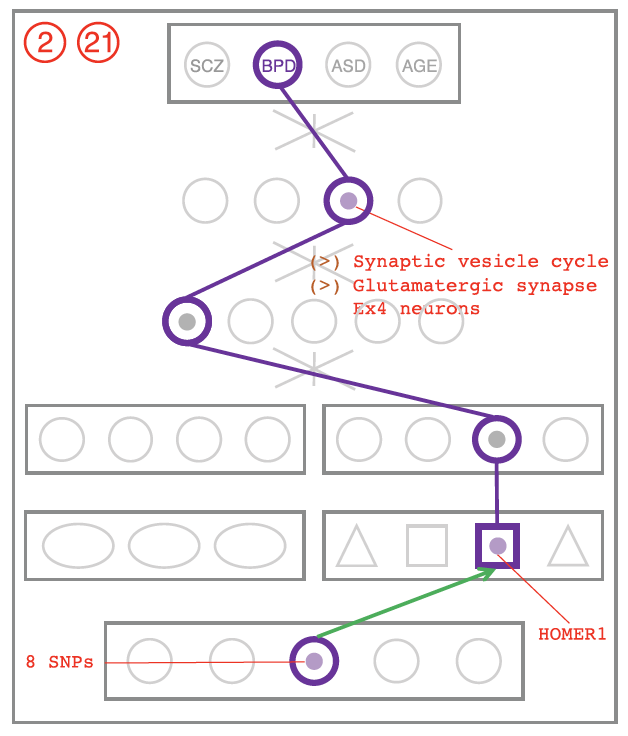 2 21
SCZ BPD ASD AGE
(>) Synaptic vesicle cycle
(>) Glutamatergic synapse
Ex4 neurons
HOMER1
8 SNPs